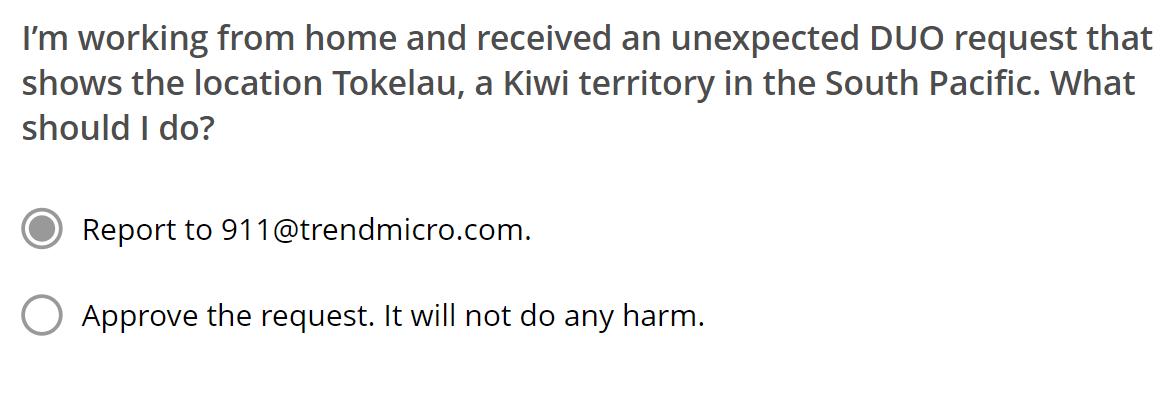 I’m working from home and received an unexpected DUO request that
shows the location Tokelau, a Kiwi territory in the South Pacific. What
should I do?
Report to 911@trendmicro.com.
Approve the request. It will not do any harm.